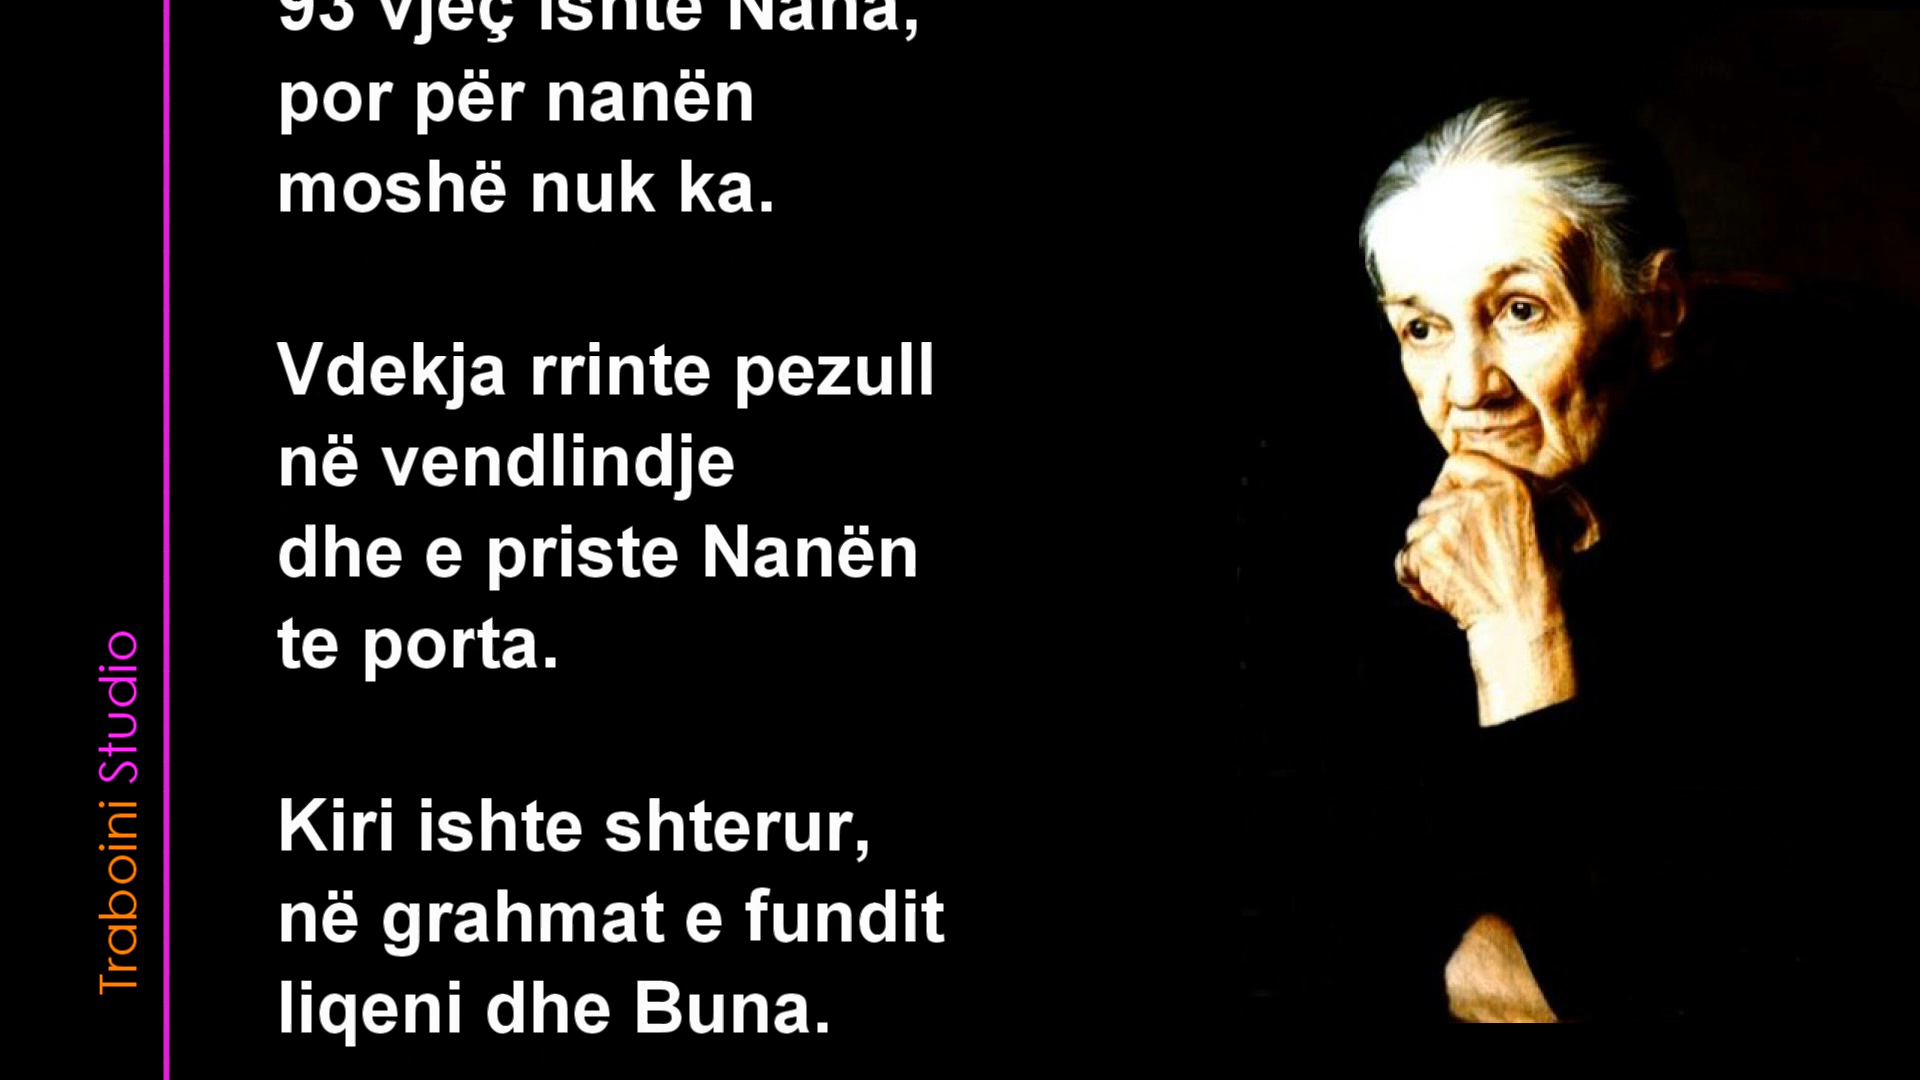 93 vjeç ishte Nana,
por për nanën
moshë nuk ka.
Vdekja rrinte pezull
në vendlindje
dhe e priste Nanën
te porta.
Kiri ishte shterur,
në grahmat e fundit
liqeni dhe Buna.
Traboini Studio